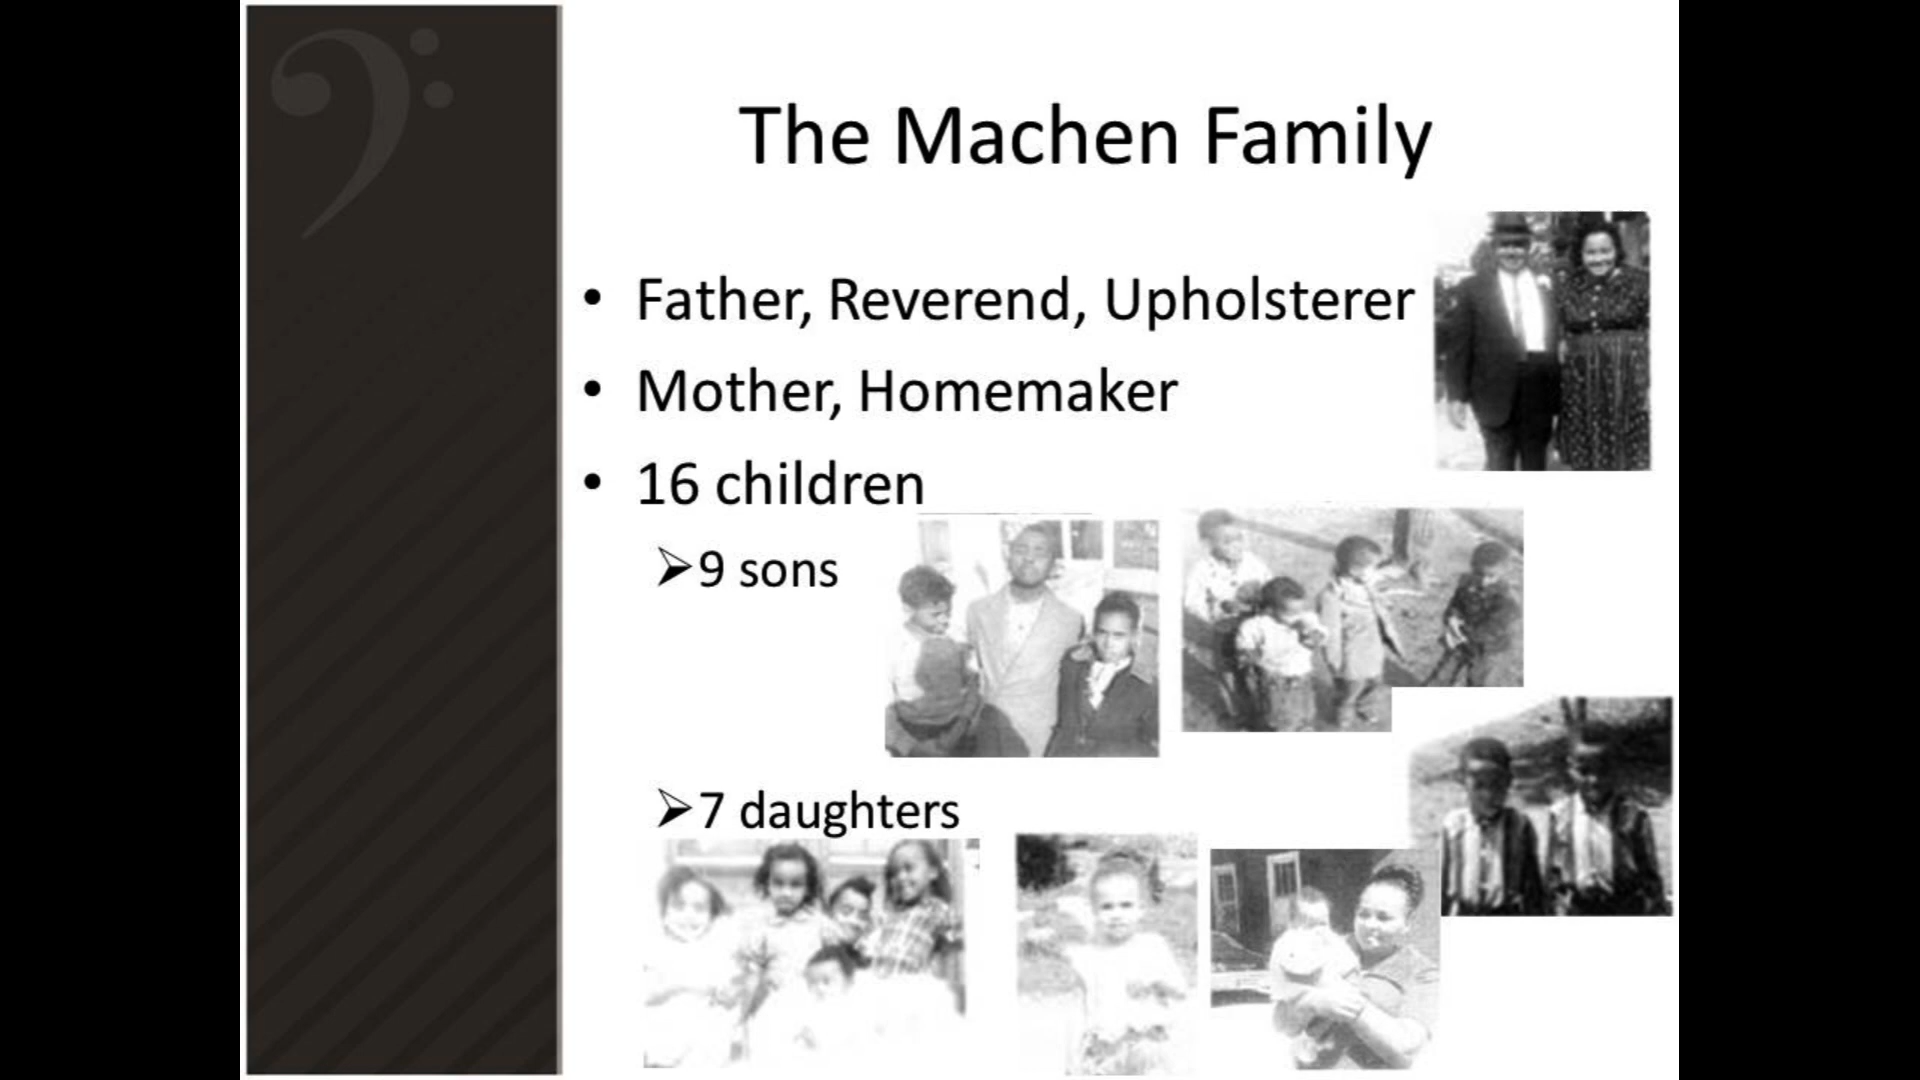 The Machen Family
• Father, Reverend, Upholsterer
• Mother, Homemaker
• 16 children
➢9 sons
➢7 daughters